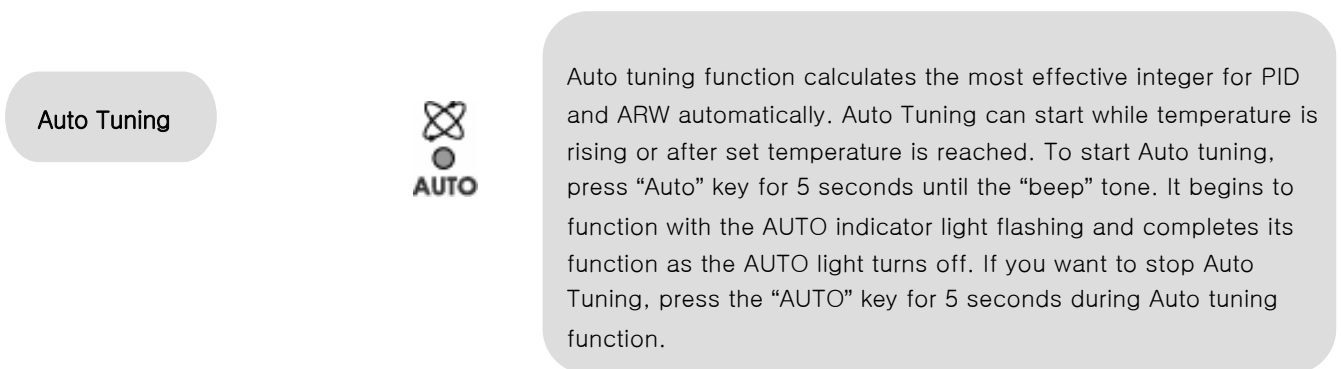 Auto Tuning
AUTO
Auto tuning function calculates the most effective integer for PID
and ARW automatically. Auto Tuning can start while temperature is
rising or after set temperature is reached. To start Auto tuning,
press “Auto” key for 5 seconds until the “beep” tone. It begins to
function with the AUTO indicator light flashing and completes its
function as the AUTO light turns off. If you want to stop Auto
Tuning, press the “AUTO” key for 5 seconds during Auto tuning
function.